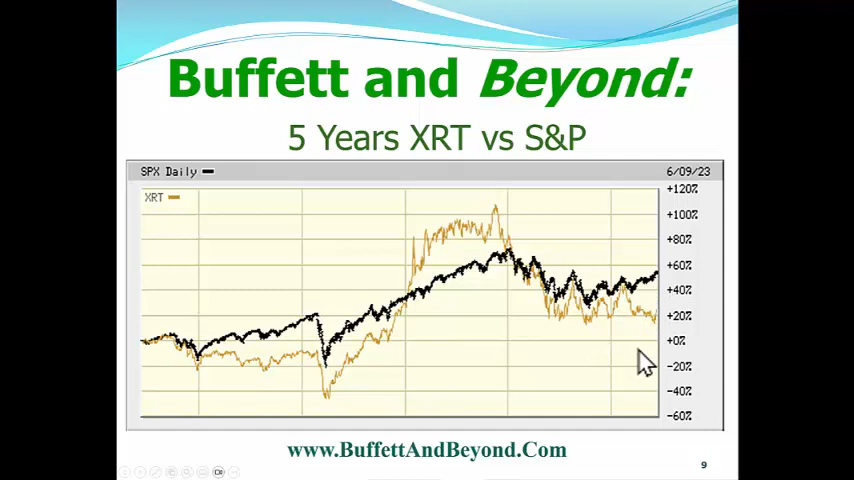 Buffett and Beyond:
5 Years XRT vs S&P
SPX Daily 6/09/23
XRT
+120%
+100%
+80%
+60%
+40%
+20%
+0%
-20%
-40%
-60%
www.BuffettAndBeyond.Com
9